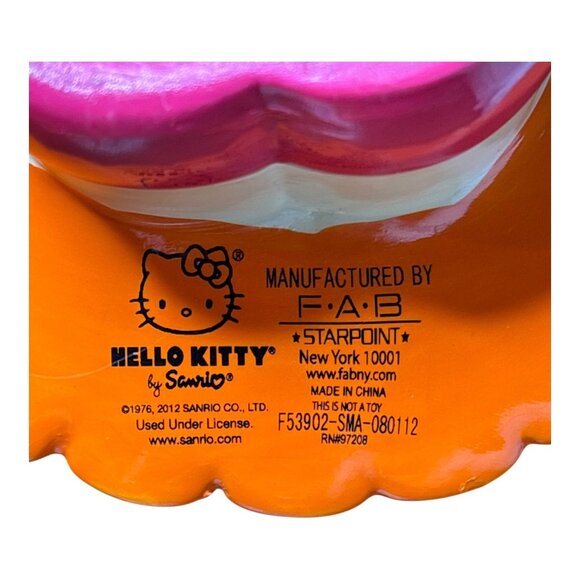 HELLO KITTY®
by Sanrio®
©1976, 2012 SANRIO CO., LTD.
Used Under License.
www.sanrio.com
MANUFACTURED BY
F·A·B
★STARPOINT★
New York 10001
www.fabny.com
MADE IN CHINA
THIS IS NOT A TOY
F53902-SMA-080112
RN#97208